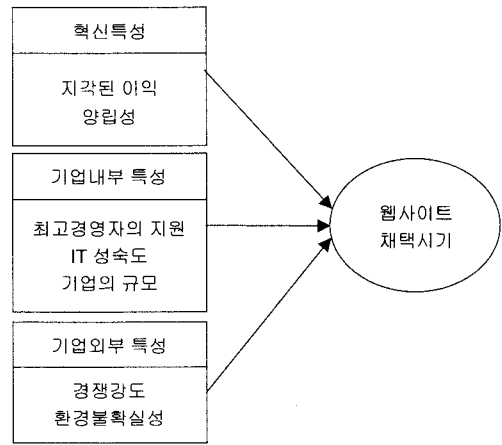 혁신특성
지각된 이익
양립성
기업내부 특성
최고경영자의 지원
IT 성숙도
기업의 규모
기업외부 특성
경쟁강도
환경불확실성
웹사이트
채택시기